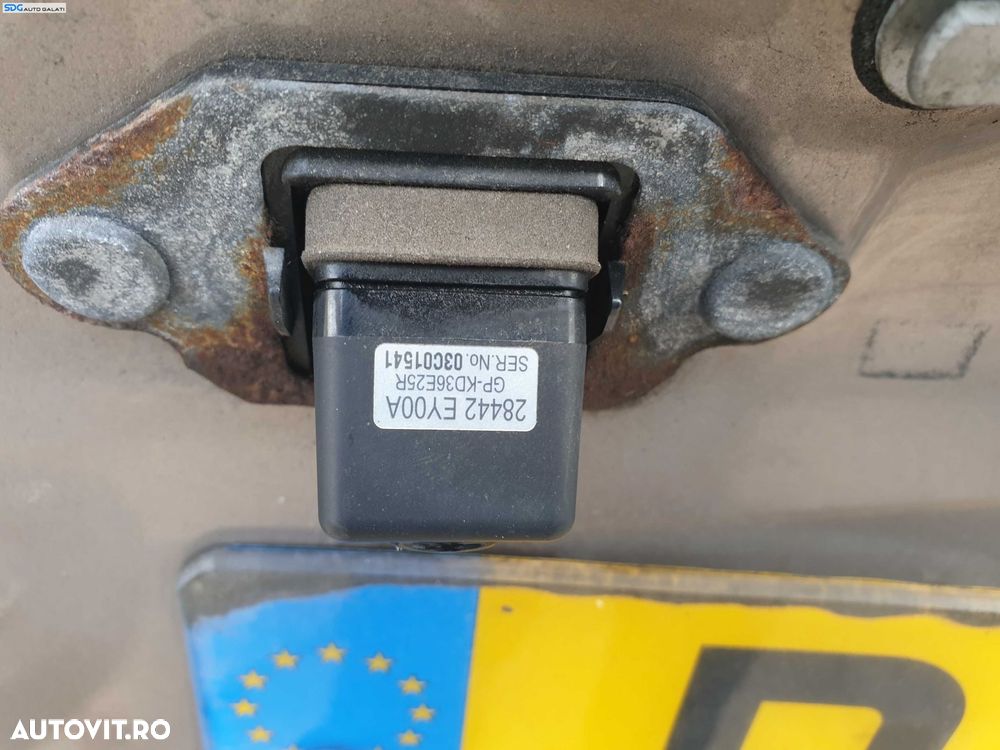 SDG AUTO GALATI
28442 EY00A
GP-KD36E25R
SER.No. 03C01541
AUTOVIT.RO